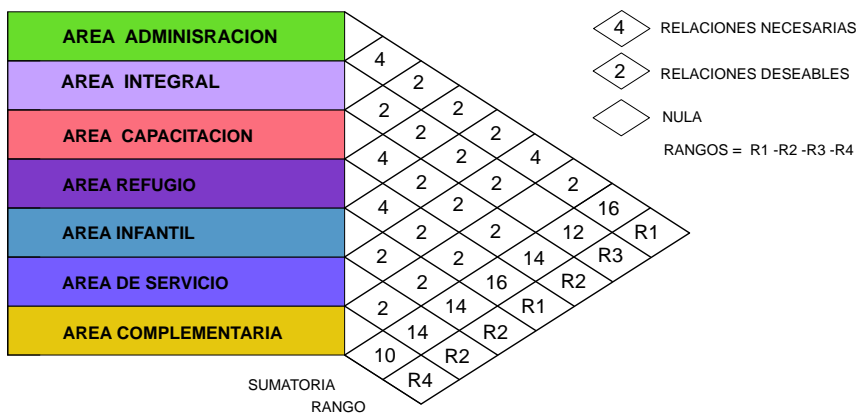 AREA ADMINISRACION
AREA INTEGRAL
AREA CAPACITACION
AREA REFUGIO
AREA INFANTIL
AREA DE SERVICIO
AREA COMPLEMENTARIA
4
2
2 2
2 2
4 2 4
2 2 2
4 2 16
2 2 12 R1
2 2 14 R3
2 16 R2
2 14 R1
14 R2
10 R2
R4
SUMATORIA
RANGO
4 RELACIONES NECESARIAS
2 RELACIONES DESEABLES
NULA
RANGOS = R1 -R2 -R3 -R4